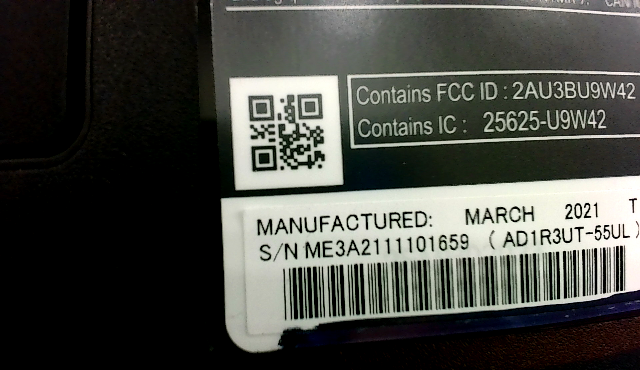 Contains FCC ID : 2AU3BU9W42
Contains IC : 25625-U9W42
MANUFACTURED: MARCH 2021 T
S/N ME3A2111101659 ( AD1R3UT-55UL )